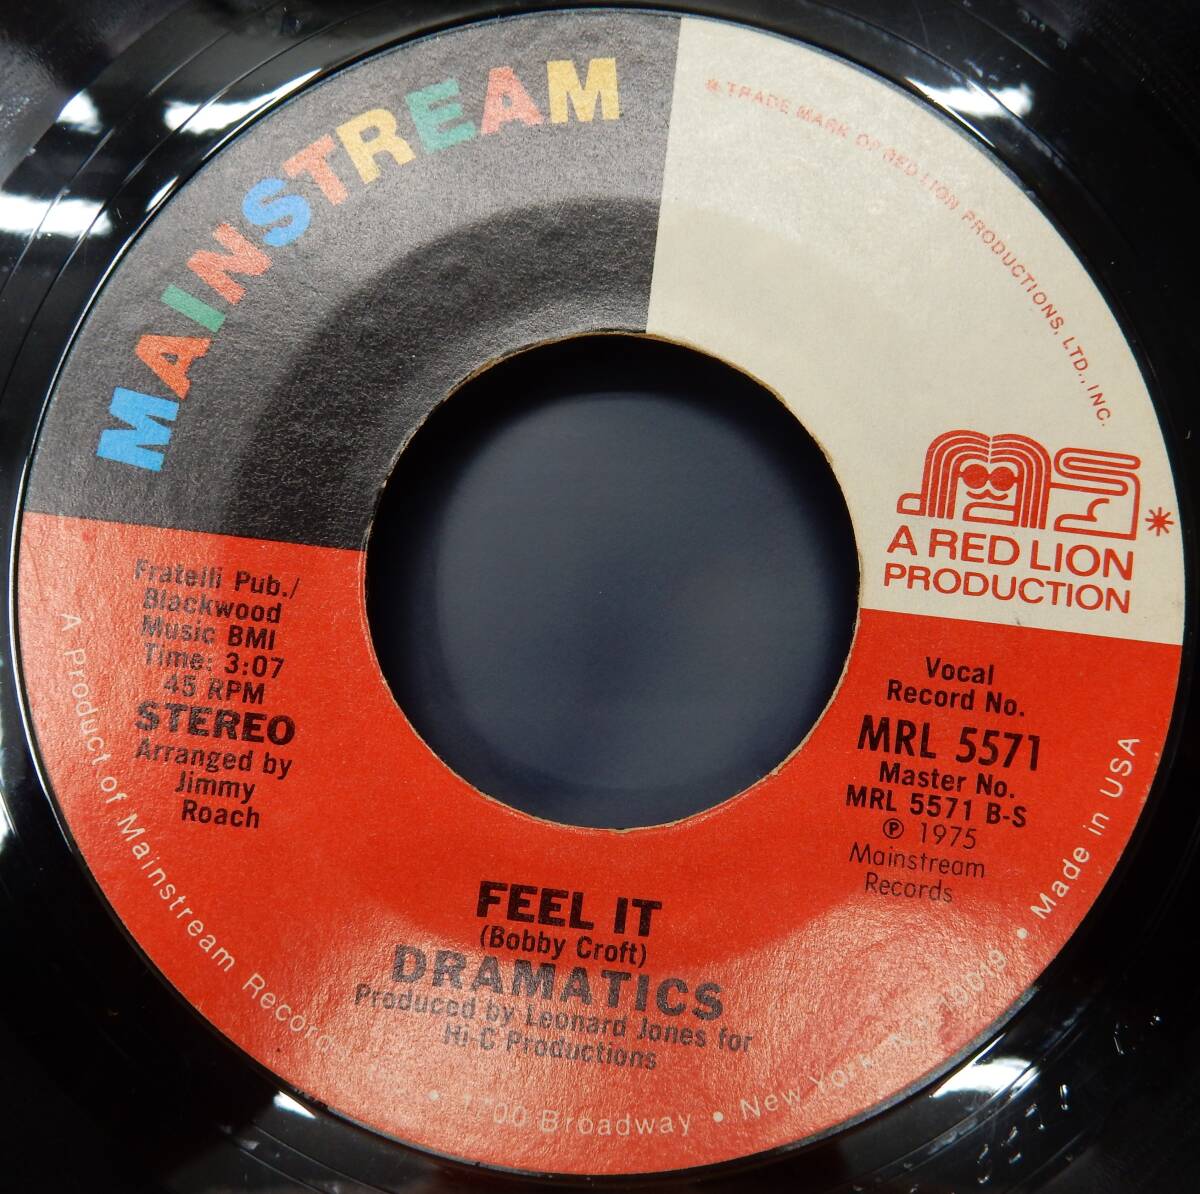 MAINSTREAM
* TRADE MARK OF RED LION PRODUCTIONS, LTD., INC.
MS*
A RED LION
PRODUCTION
Fratelli Pub./
Blackwood
Music BMI
Time: 3:07
45 RPM
STEREO
Arranged by
Jimmy
Roach
Vocal
Record No.
MRL 5571
Master No.
MRL 5571 B-S
℗ 1975
Mainstream
Records
FEEL IT
(Bobby Croft)
DRAMATICS
Produced by Leonard Jones for
Hi-C Productions
A Product of Mainstream Records • 1700 Broadway • New York, N.Y. 10019 • Made in USA